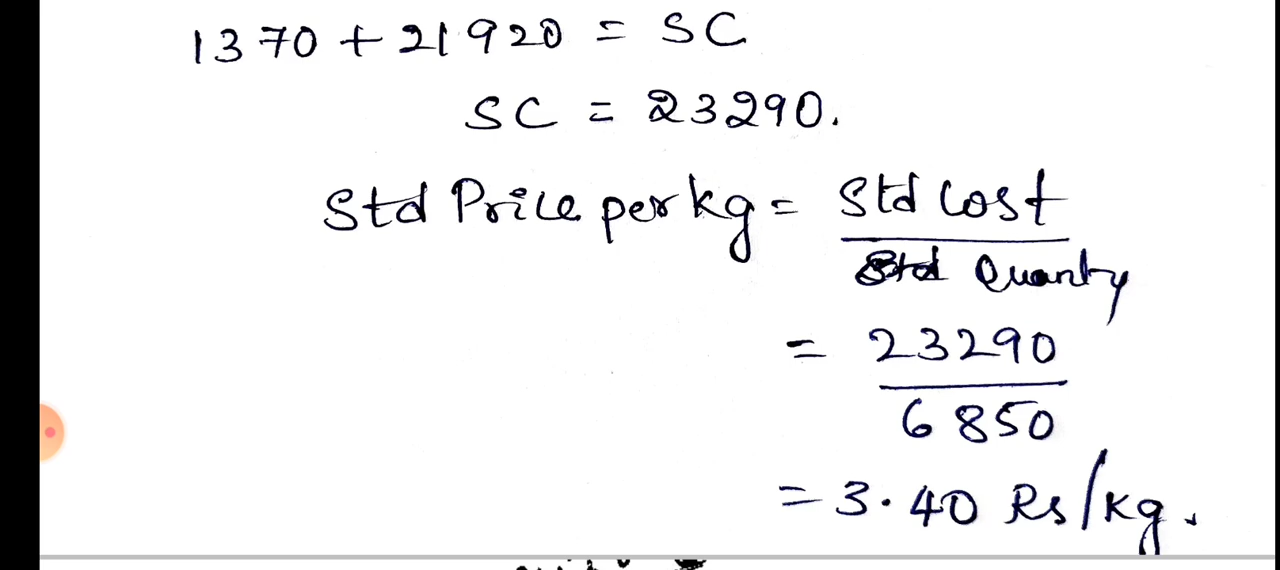 1370 + 21920 = SC
SC = 23290.
Std Price per kg = Std Cost
Std Quanty
= 23290
6850
= 3.40 Rs/kg.